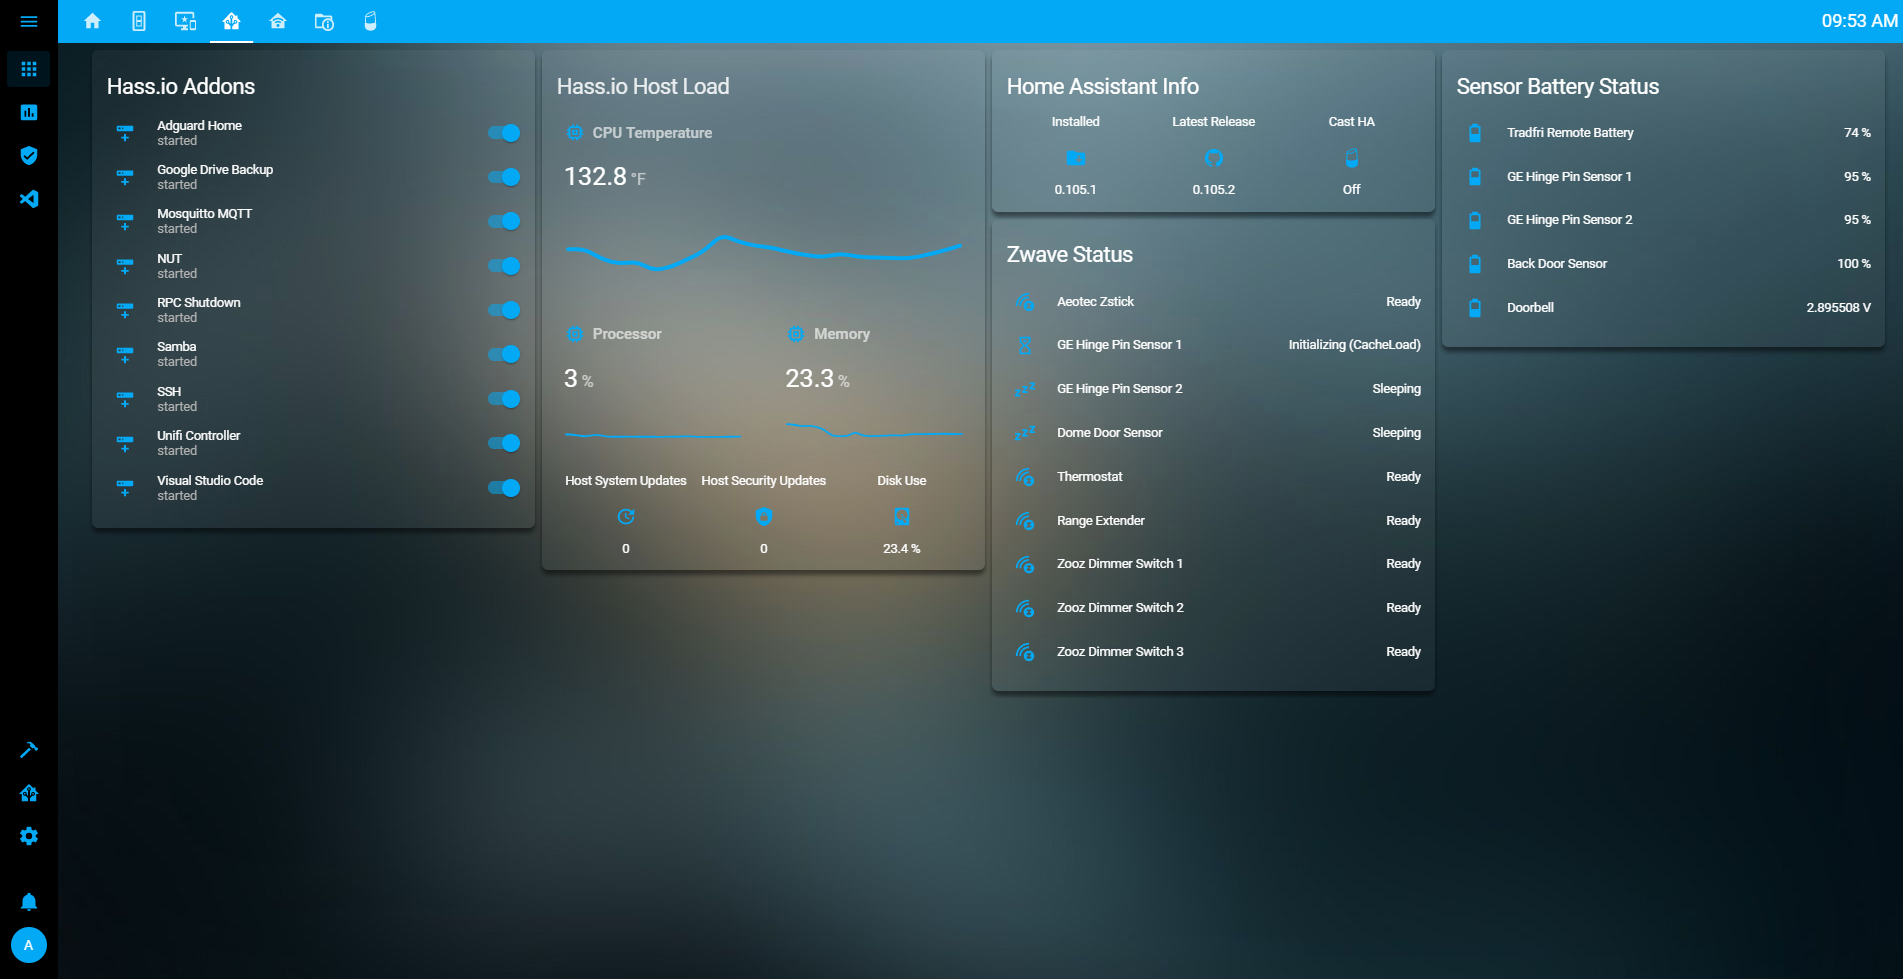 09:53 AM
Hass.io Addons
Adguard Home
started
Google Drive Backup
started
Mosquitto MQTT
started
NUT
started
RPC Shutdown
started
Samba
started
SSH
started
Unifi Controller
started
Visual Studio Code
started
Hass.io Host Load
CPU Temperature
132.8 °F
Processor
3 %
Memory
23.3 %
Host System Updates
0
Host Security Updates
0
Disk Use
23.4 %
Home Assistant Info
Installed
0.105.1
Latest Release
0.105.2
Cast HA
Off
Zwave Status
Aeotec Zstick Ready
GE Hinge Pin Sensor 1 Initializing (CacheLoad)
GE Hinge Pin Sensor 2 Sleeping
Dome Door Sensor Sleeping
Thermostat Ready
Range Extender Ready
Zooz Dimmer Switch 1 Ready
Zooz Dimmer Switch 2 Ready
Zooz Dimmer Switch 3 Ready
Sensor Battery Status
Tradfri Remote Battery 74 %
GE Hinge Pin Sensor 1 95 %
GE Hinge Pin Sensor 2 95 %
Back Door Sensor 100 %
Doorbell 2.895508 V
A